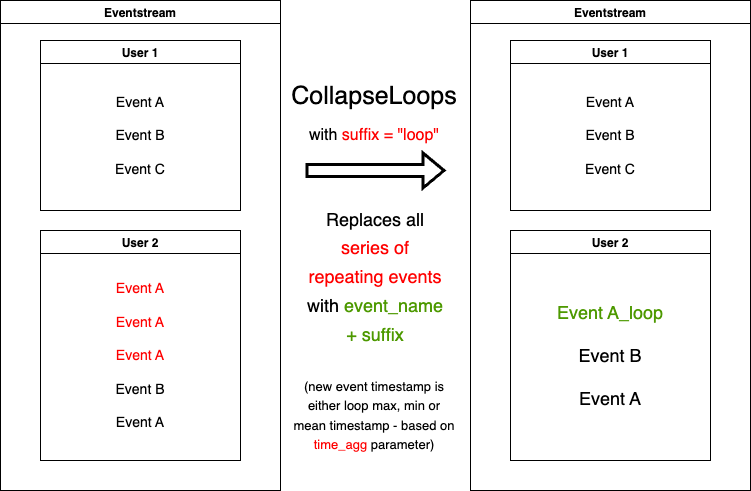 Eventstream
User 1
Event A
Event B
Event C
User 2
Event A
Event A
Event A
Event B
Event A
CollapseLoops
with suffix = "loop"
Replaces all
series of
repeating events
with event_name
+ suffix
(new event timestamp is
either loop max, min or
mean timestamp - based on
time_agg parameter)
Eventstream
User 1
Event A
Event B
Event C
User 2
Event A_loop
Event B
Event A